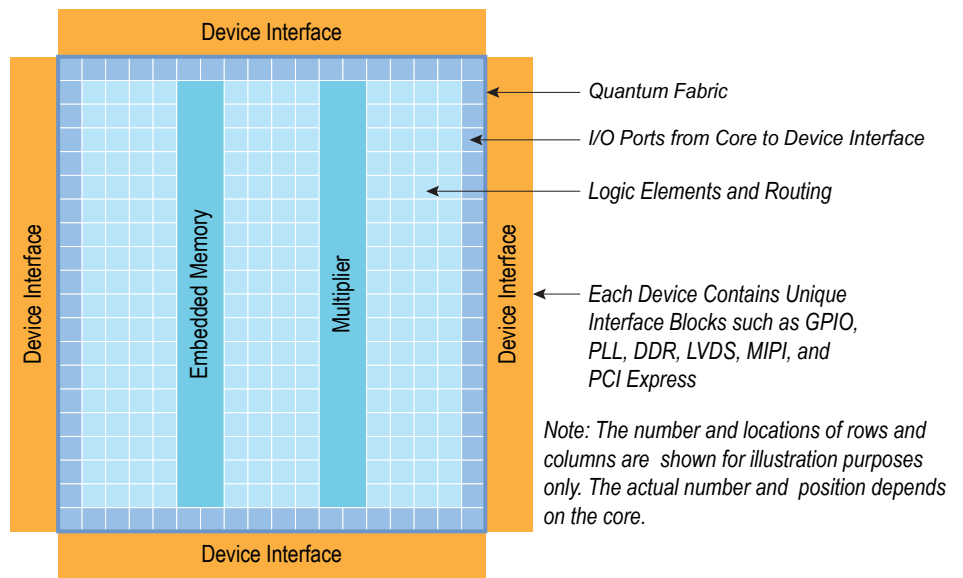 Device Interface
Quantum Fabric
I/O Ports from Core to Device Interface
Logic Elements and Routing
Device Interface
Embedded Memory
Multiplier
Device Interface
Each Device Contains Unique
Interface Blocks such as GPIO,
PLL, DDR, LVDS, MIPI, and
PCI Express
Note: The number and locations of rows and
columns are shown for illustration purposes
only. The actual number and position depends
on the core.
Device Interface